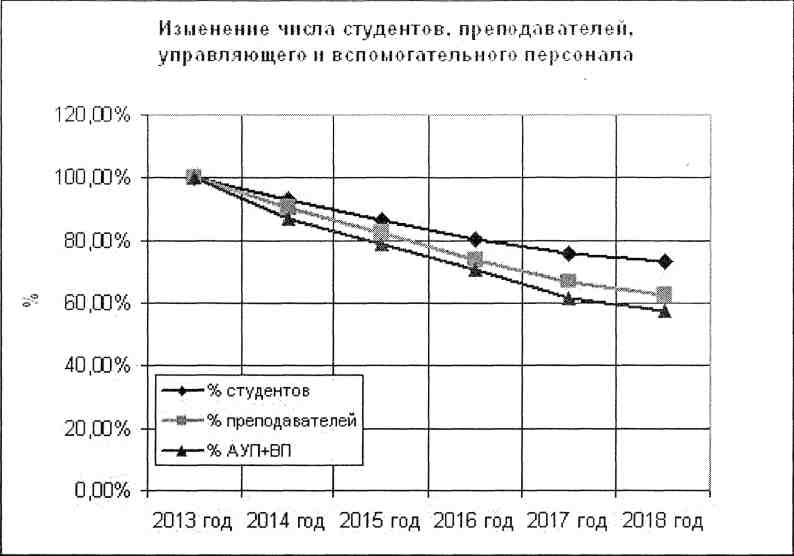 Изменение числа студентов, преподавателей,
управляющего и вспомогательного персонала
120,00%
100,00%
80,00%
60,00%
40,00%
20,00%
0,00%
%
% студентов
% преподавателей
% АУП+ВП
2013 год 2014 год 2015 год 2016 год 2017 год 2018 год